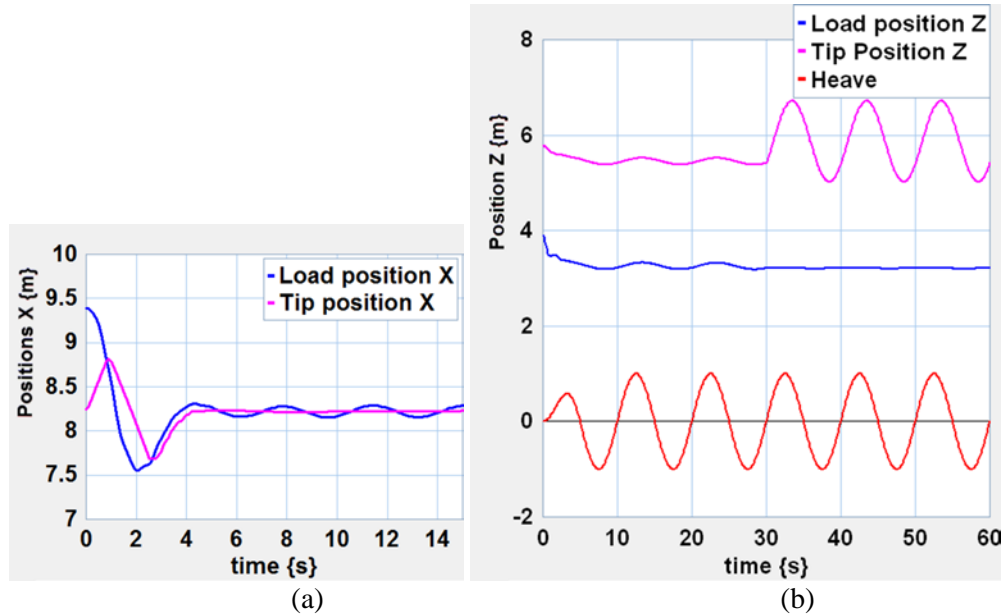 Positions X {m}
10
9.5
9
8.5
8
7.5
7
Load position X
Tip position X
0 2 4 6 8 10 12 14
time {s}
(a)
Position Z {m}
8
6
4
2
0
-2
Load position Z
Tip Position Z
Heave
0 10 20 30 40 50 60
time {s}
(b)